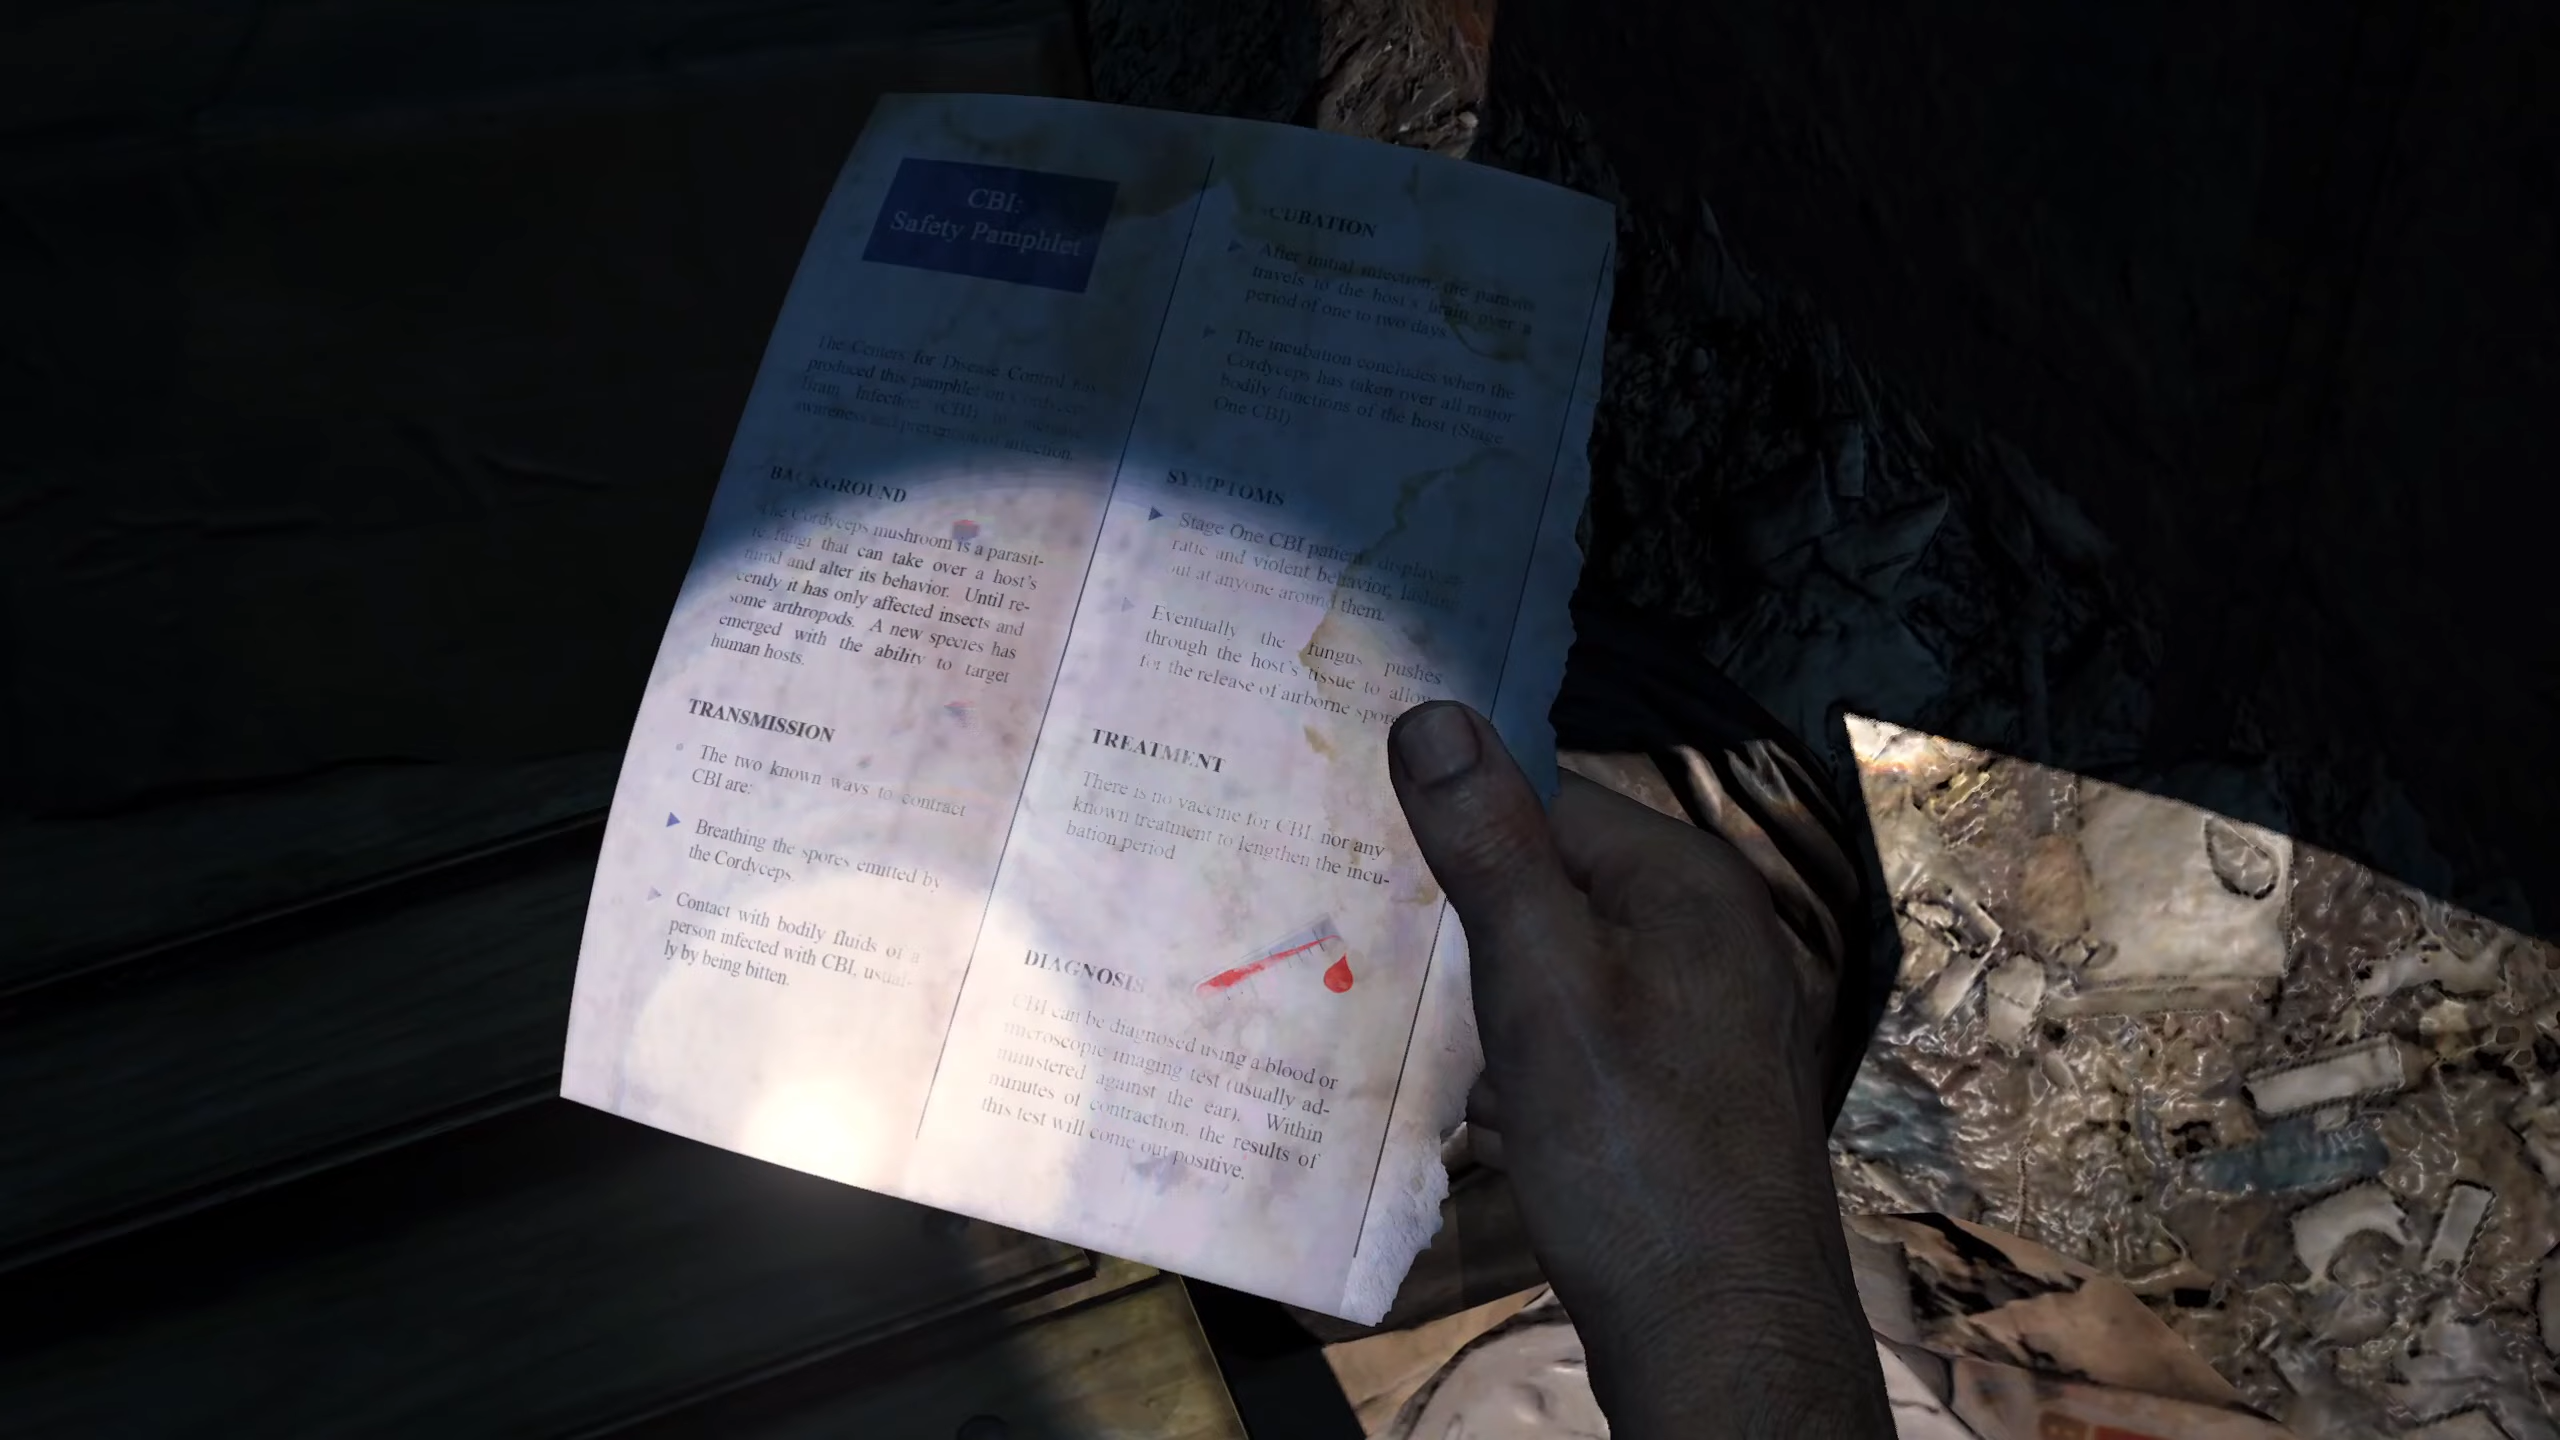 CBI:
Safety Pamphlet
The Centers for Disease Control has
produced this pamphlet on Cordyceps
Brain Infection (CBI) to increase
awareness and prevention of infection.
BACKGROUND
The Cordyceps mushroom is a parasit-
ic fungi that can take over a host's
mind and alter its behavior. Until re-
cently it has only affected insects and
some arthropods. A new species has
emerged with the ability to target
human hosts.
TRANSMISSION
The two known ways to contract
CBI are:
Breathing the spores emitted by
the Cordyceps.
Contact with bodily fluids of a
person infected with CBI, usual-
ly by being bitten.
CUBATION
After initial infection, the parasite
travels to the host's brain over a
period of one to two days.
The incubation concludes when the
Cordyceps has taken over all major
bodily functions of the host (Stage
One CBI)
SYMPTOMS
Stage One CBI patients display
ratic and violent behavior, lashing
out at anyone around them.
Eventually the fungus pushes
through the host's tissue to allow
for the release of airborne spore
TREATMENT
There is no vaccine for CBI, nor any
known treatment to lengthen the incu-
bation period
DIAGNOSIS
CBI can be diagnosed using a blood or
microscopic imaging test (usually ad-
ministered against the ear). Within
minutes of contraction, the results of
this test will come out positive.